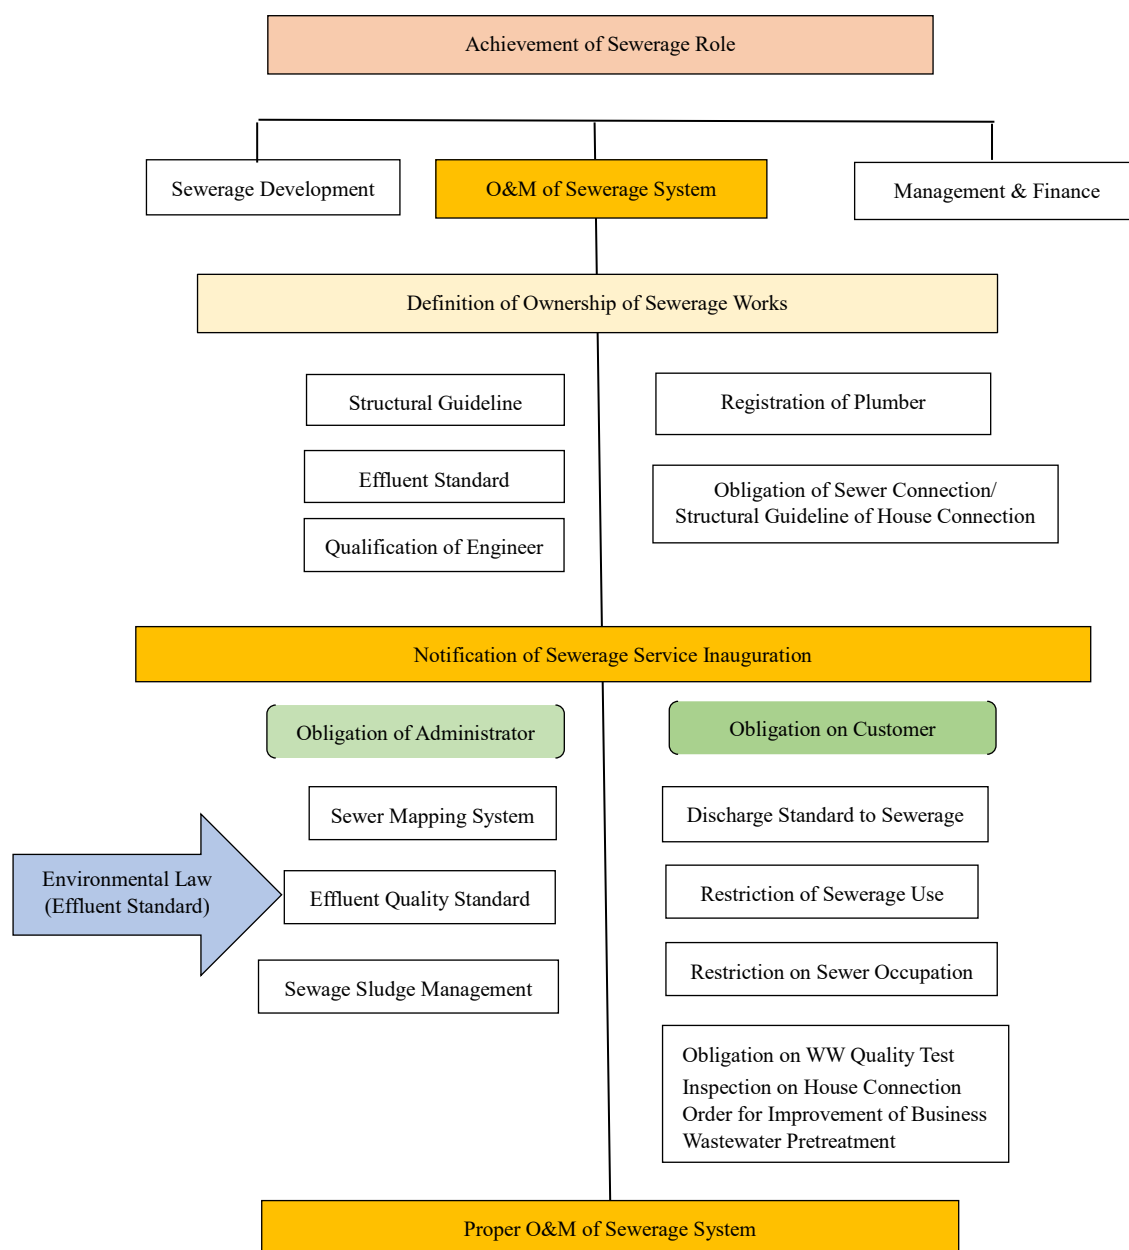 Achievement of Sewerage Role
Sewerage Development
O&M of Sewerage System
Management & Finance
Definition of Ownership of Sewerage Works
Structural Guideline
Registration of Plumber
Effluent Standard
Obligation of Sewer Connection/
Structural Guideline of House Connection
Qualification of Engineer
Notification of Sewerage Service Inauguration
Obligation of Administrator
Obligation on Customer
Sewer Mapping System
Discharge Standard to Sewerage
Environmental Law
(Effluent Standard)
Effluent Quality Standard
Restriction of Sewerage Use
Sewage Sludge Management
Restriction on Sewer Occupation
Obligation on WW Quality Test
Inspection on House Connection
Order for Improvement of Business
Wastewater Pretreatment
Proper O&M of Sewerage System